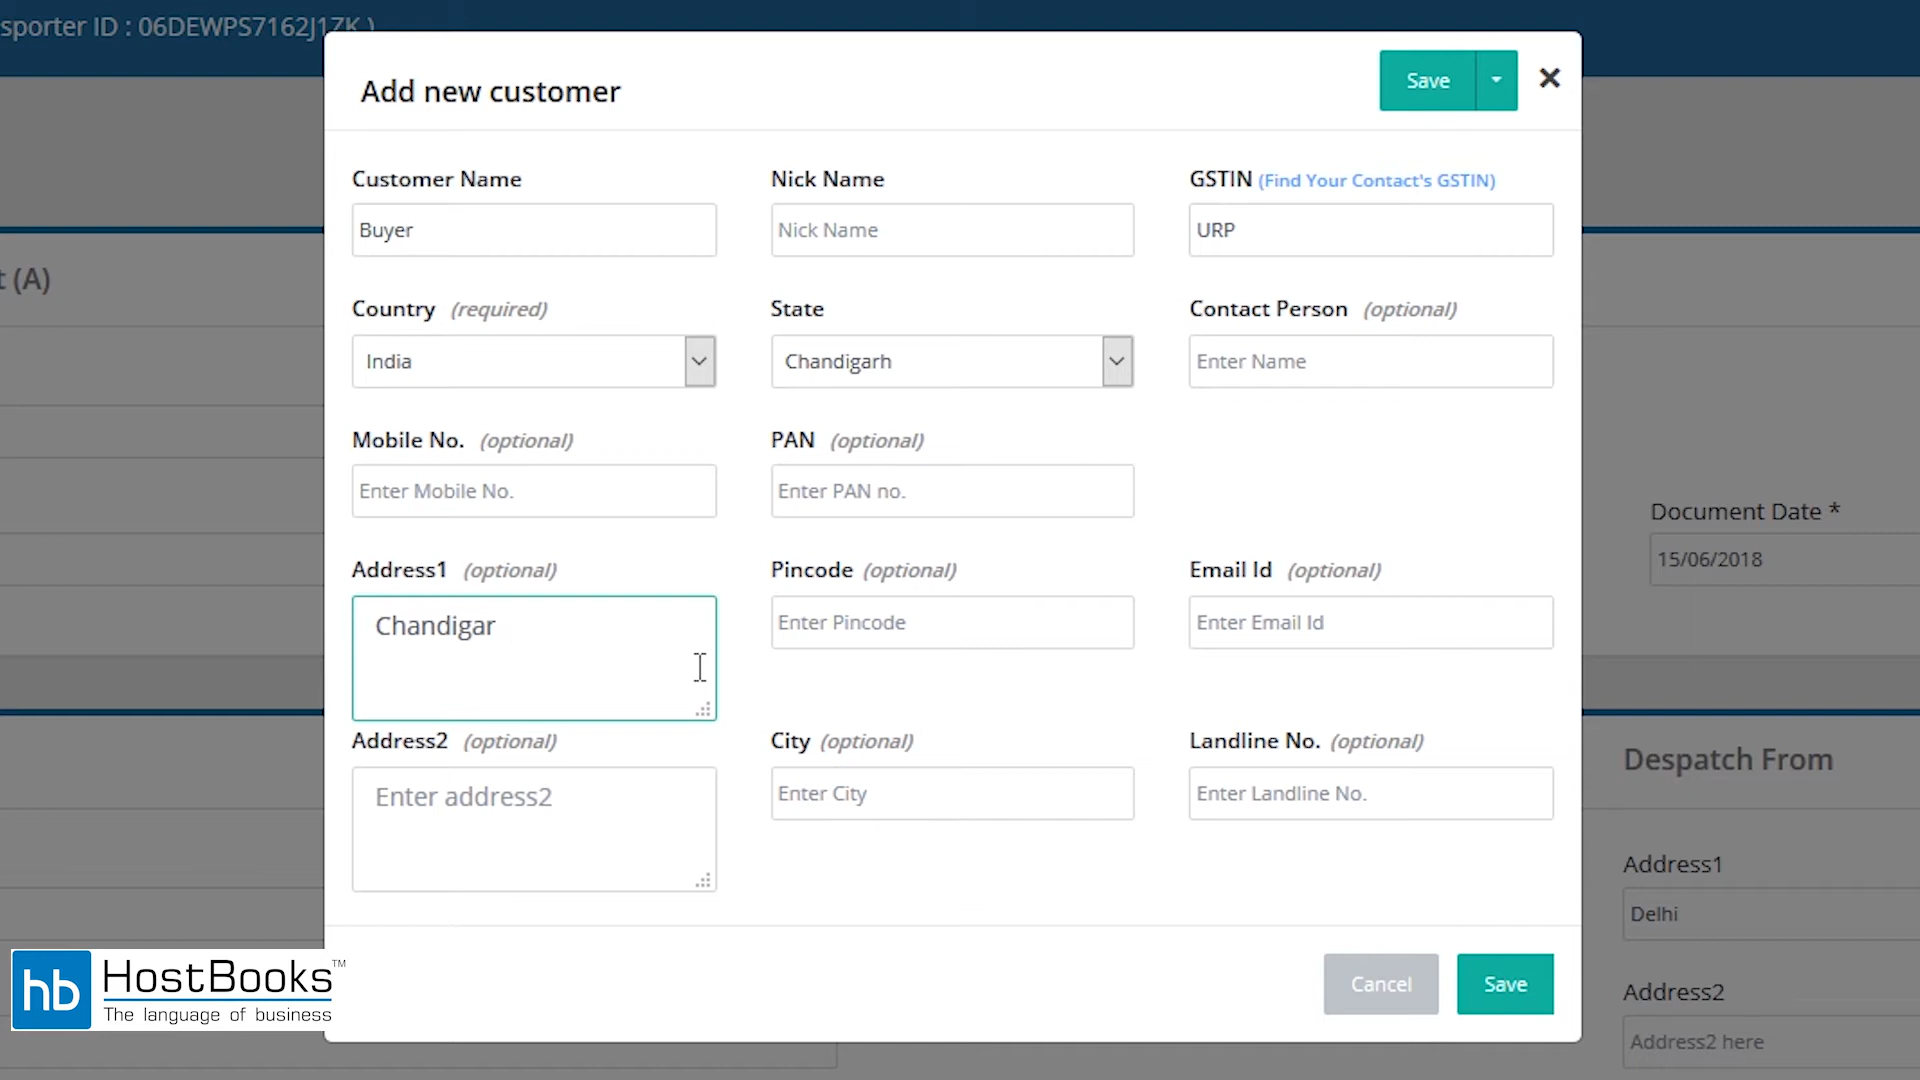 sporter ID : 06DEWPS7162J1ZK )
Add new customer
Save
Customer Name
Nick Name
GSTIN (Find Your Contact's GSTIN)
Buyer
Nick Name
URP
t (A)
Country (required)
State
Contact Person (optional)
India
Chandigarh
Enter Name
Mobile No. (optional)
PAN (optional)
Enter Mobile No.
Enter PAN no.
Document Date *
15/06/2018
Address1 (optional)
Pincode (optional)
Email Id (optional)
Chandigar
Enter Pincode
Enter Email Id
Address2 (optional)
City (optional)
Landline No. (optional)
Despatch From
Enter address2
Enter City
Enter Landline No.
Address1
Delhi
Cancel
Save
Address2
Address2 here
hb HostBooks™
The language of business